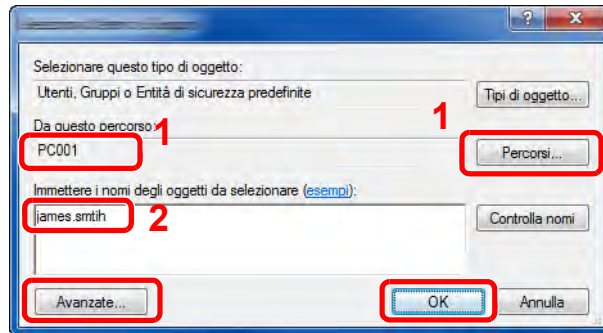 Selezionare questo tipo di oggetto:
Utenti, Gruppi o Entità di sicurezza predefinite
Tipi di oggetto...
Da questo percorso:
1
1
PC001
Percorsi...
Immettere i nomi degli oggetti da selezionare (esempi):
james.smtih
2
Controlla nomi
Avanzate...
OK
Annulla